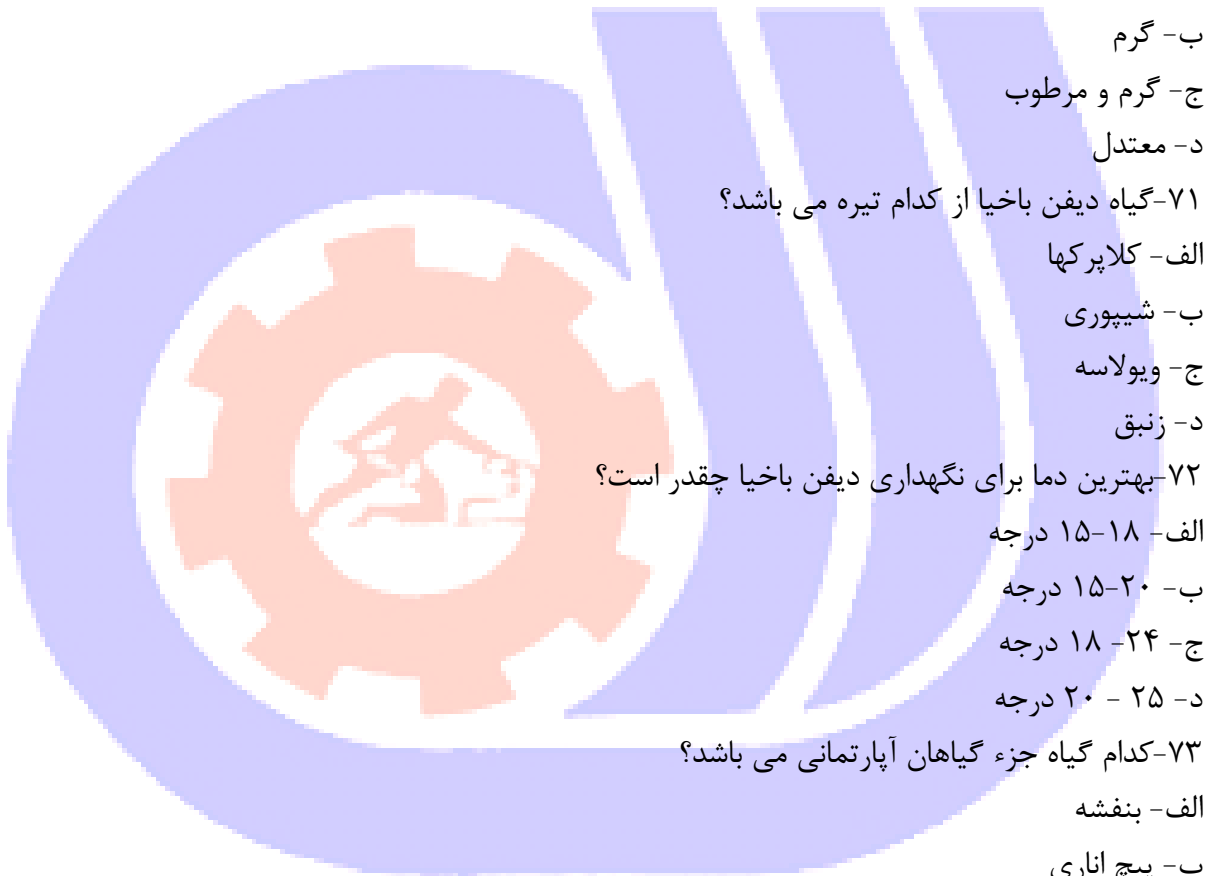 ب- گرم
ج- گرم و مرطوب
د- معتدل
۷۱-گیاه دیفن باخیا از کدام تیره می باشد؟
الف- کلاپرکها
ب- شیپوری
ج- ویولاسه
د- زنبق
۷۲-بهترین دما برای نگهداری دیفن باخیا چقدر است؟
الف- ۱۸-۱۵ درجه
ب- ۲۰-۱۵ درجه
ج- ۲۴- ۱۸ درجه
د- ۲۵ - ۲۰ درجه
۷۳-کدام گیاه جزء گیاهان آپارتمانی می باشد؟
الف- بنفشه
ب- پیچ اناری